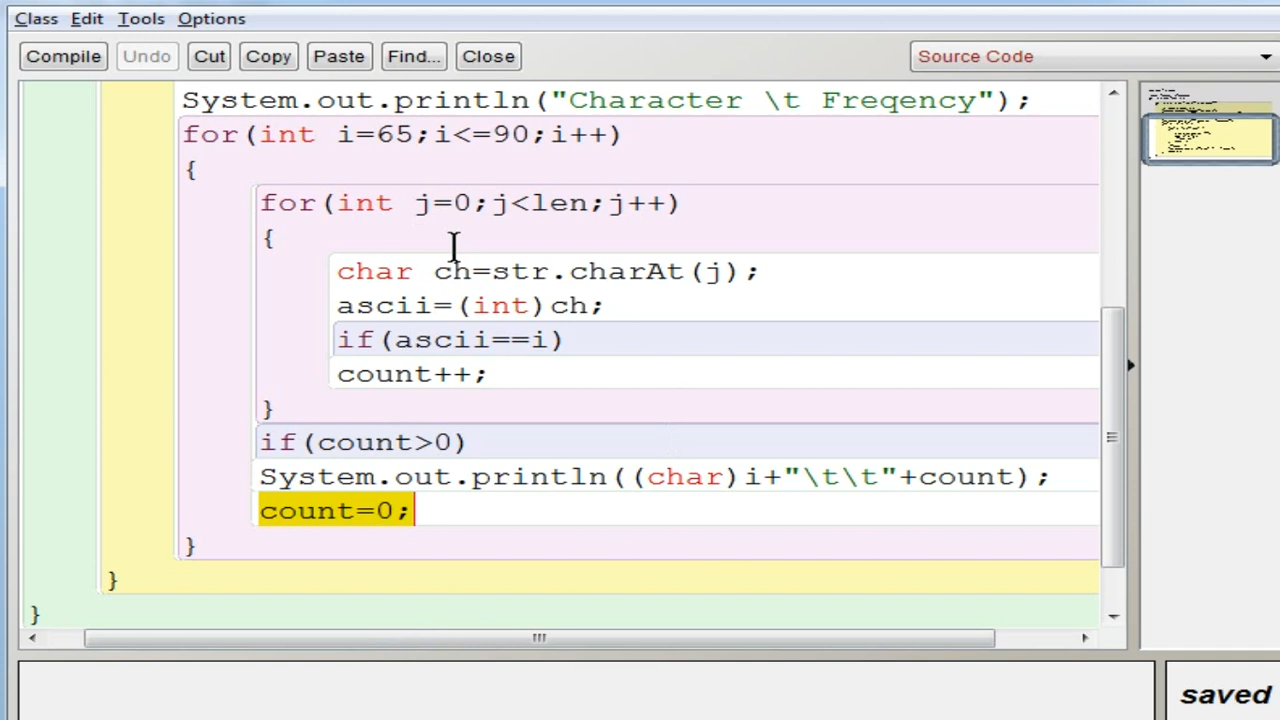 Class Edit Tools Options
Compile Undo Cut Copy Paste Find... Close Source Code
System.out.println("Character \t Freqency");
for(int i=65;i<=90;i++)
{
for(int j=0;j<len;j++)
{
char ch=str.charAt(j);
ascii=(int)ch;
if(ascii==i)
count++;
}
if(count>0)
System.out.println((char)i+"\t\t"+count);
count=0;
}
}
}
saved